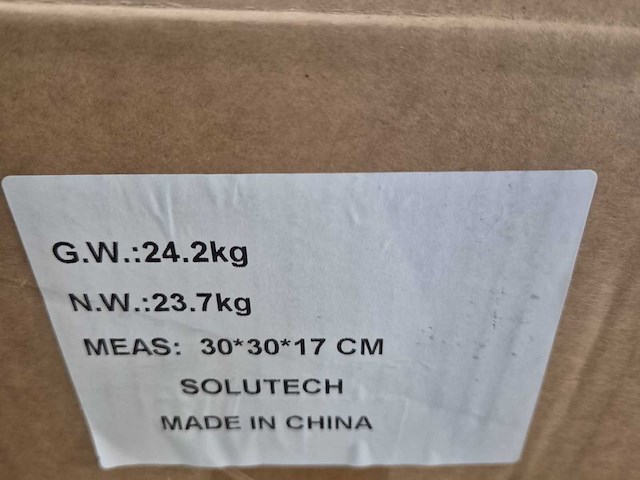 G.W.:24.2kg
N.W.:23.7kg
MEAS: 30*30*17 CM
SOLUTECH
MADE IN CHINA